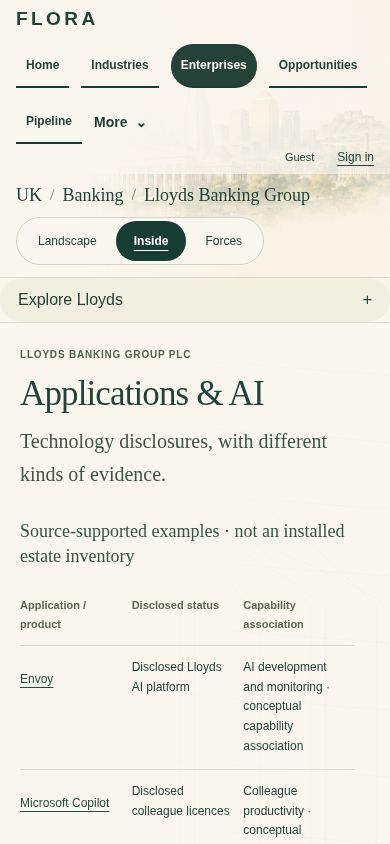 FLORA
Home Industries Enterprises Opportunities
Pipeline More
Guest Sign in
UK / Banking / Lloyds Banking Group
Landscape Inside Forces
Explore Lloyds +
LLOYDS BANKING GROUP PLC
Applications & AI
Technology disclosures, with different
kinds of evidence.
Source-supported examples · not an installed
estate inventory
Application / product Disclosed status Capability association
Envoy
Disclosed Lloyds
AI platform
AI development
and monitoring ·
conceptual
capability
association
Microsoft Copilot
Disclosed
colleague licences
Colleague
productivity ·
conceptual